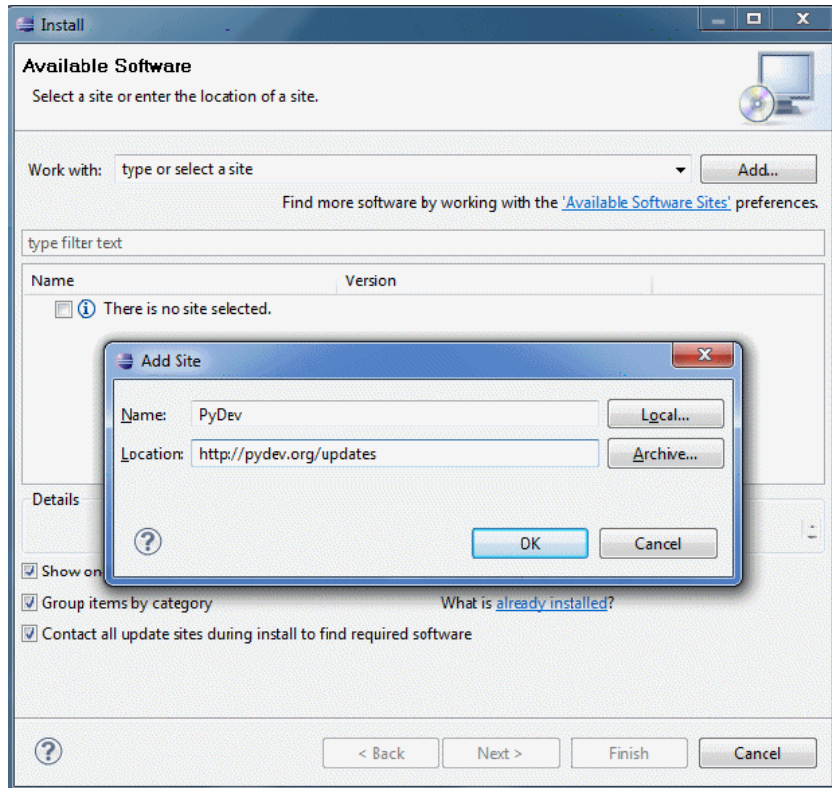 Install
Available Software
Select a site or enter the location of a site.
Work with: type or select a site Add...
Find more software by working with the 'Available Software Sites' preferences.
type filter text
Name Version
There is no site selected.
Add Site
Name: PyDev Local...
Location: http://pydev.org/updates Archive...
Details
OK Cancel
Show on
Group items by category What is already installed?
Contact all update sites during install to find required software
< Back Next > Finish Cancel